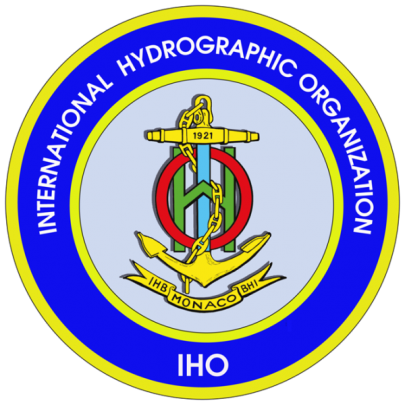 INTERNATIONAL HYDROGRAPHIC ORGANIZATION
1921
IHB MONACO BHI
IHO